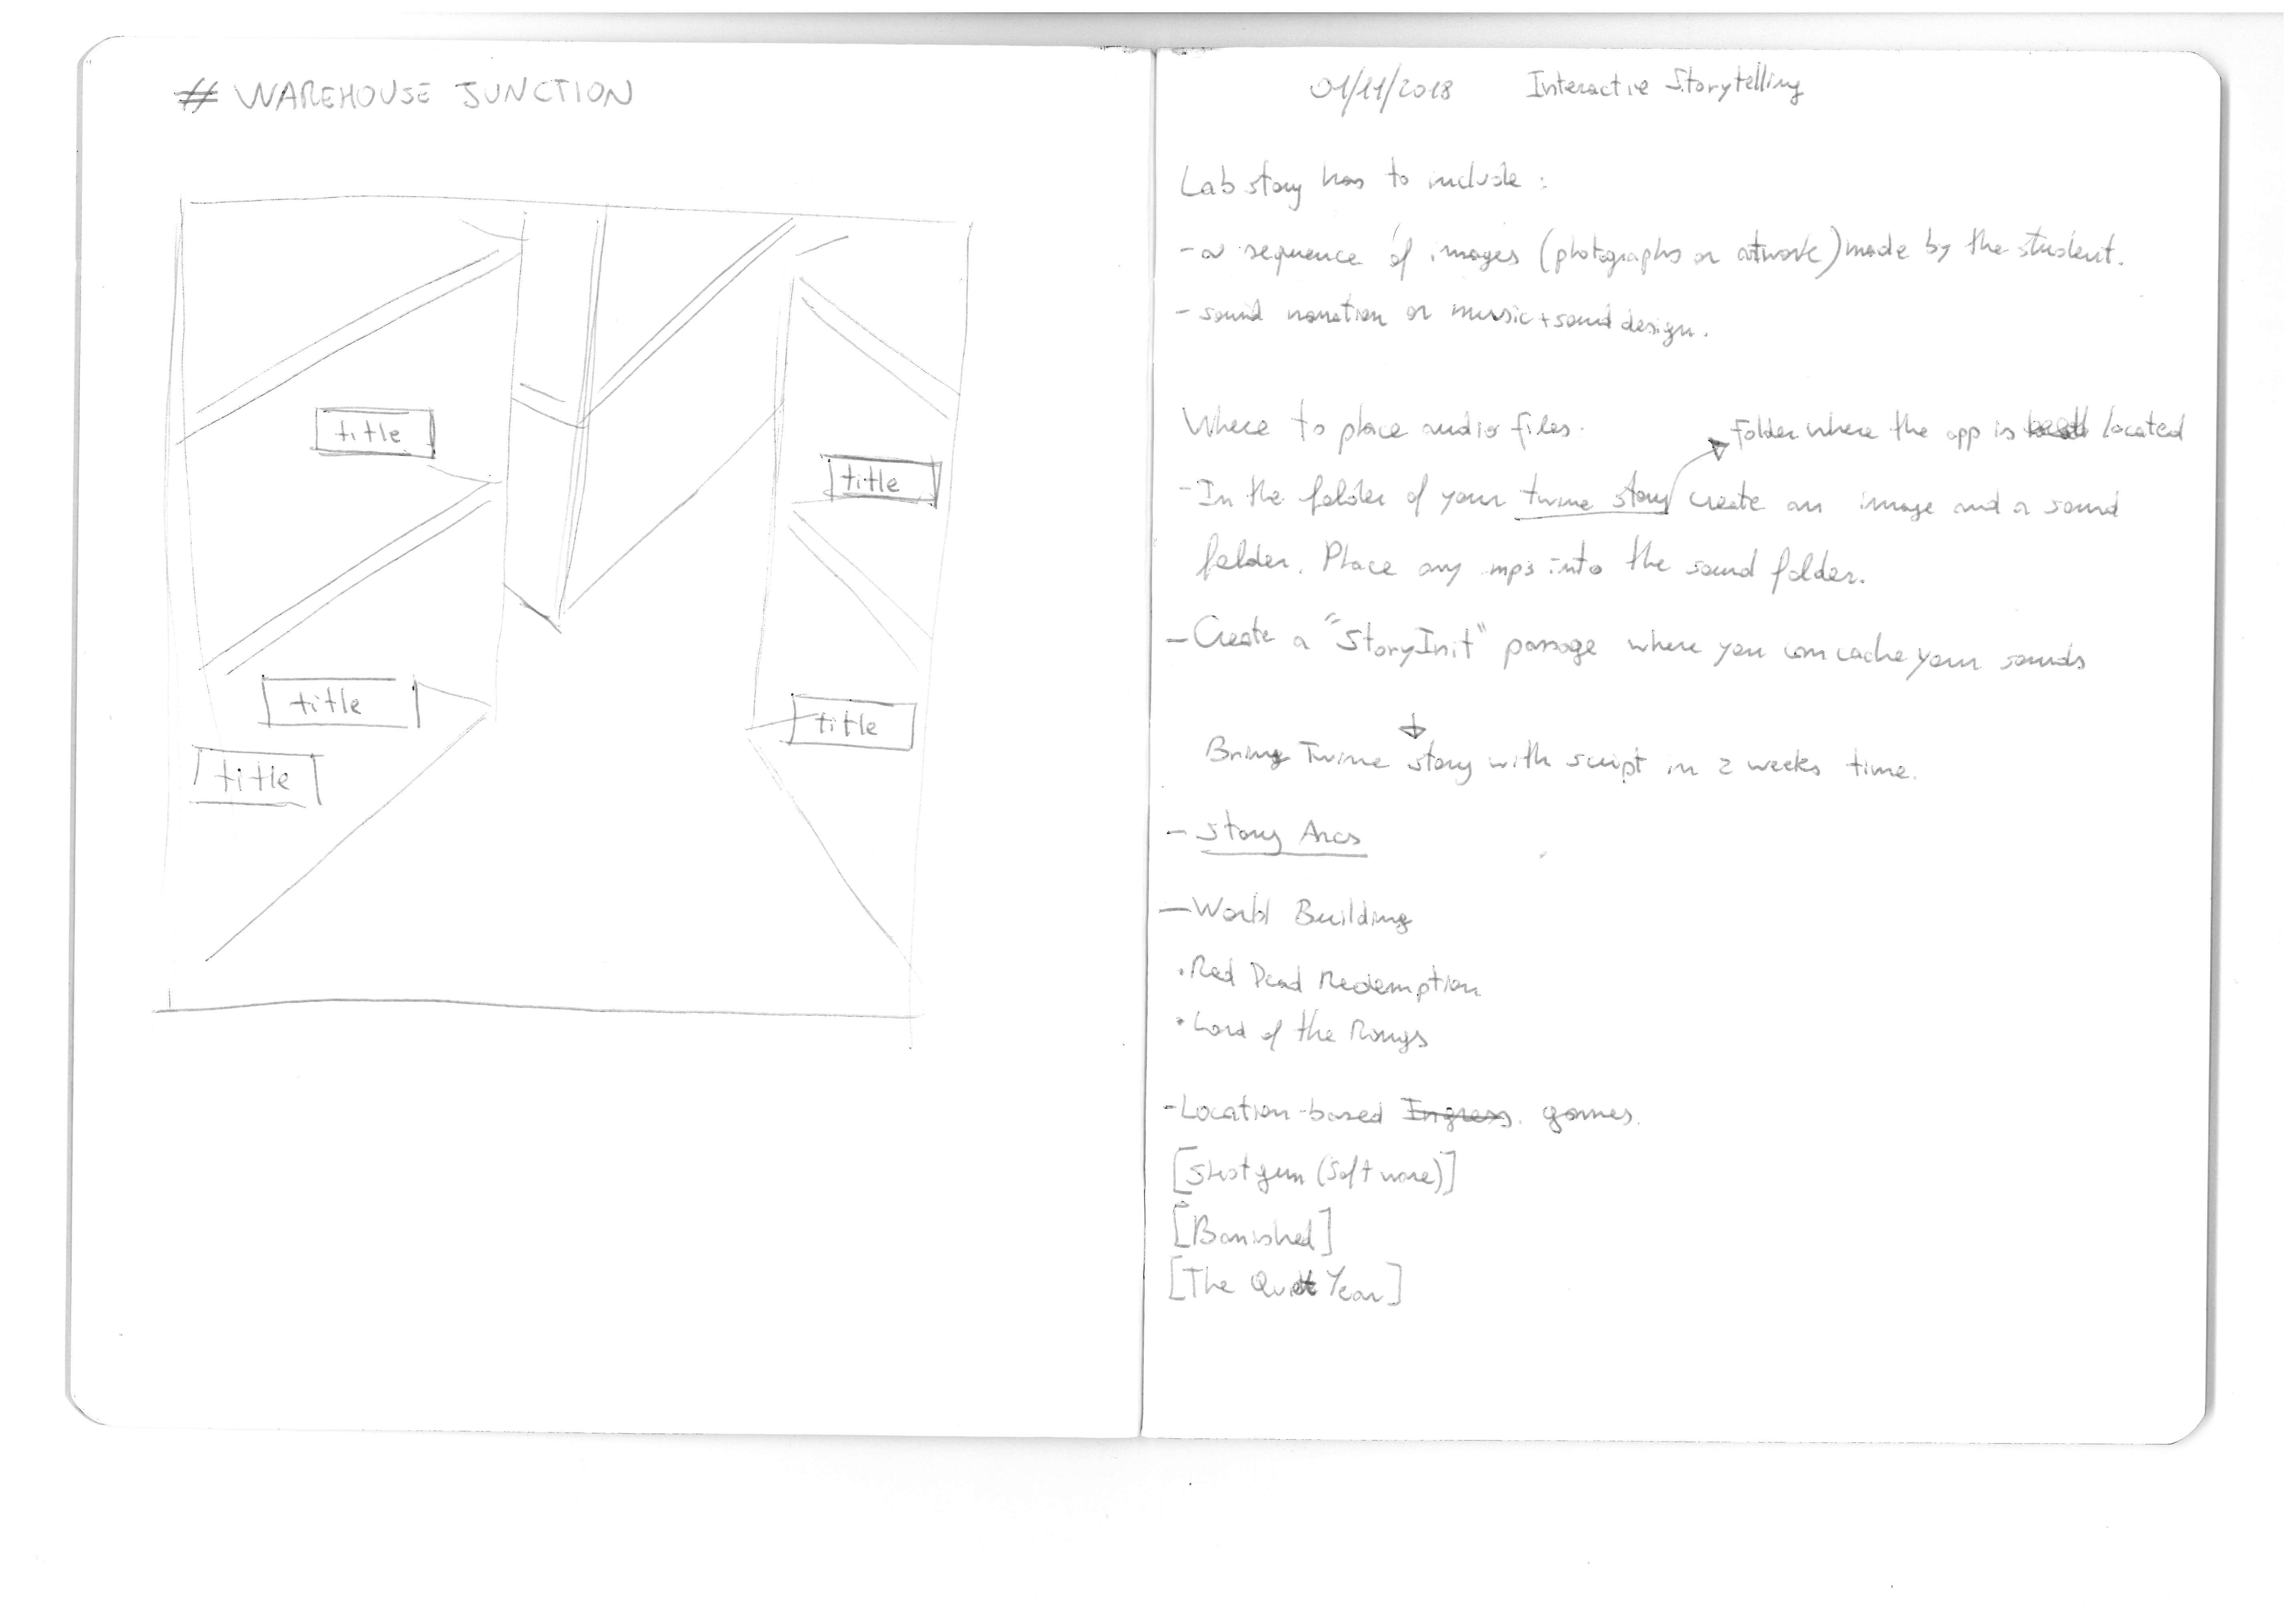 # WAREHOUSE JUNCTION
title
title
title
title
title
01/11/2018 Interactive Storytelling
Lab story has to include :
- a sequence of images (photographs or artwork) made by the student.
- sound narration or music + sound design.
Where to place audio files.
Folder where the app is located
- In the folder of your twine story create an image and a sound
folder. Place any mp3 into the sound folder.
- Create a "StoryInit" passage where you can cache your sounds
Bring Twine story with script in 2 weeks time.
- Story Arcs
- World Building
• Red Dead Redemption
• Lord of the Rings
- Location-based Ingress. games.
[Shotgun (Software)]
[Banished]
[The Quiet Year]